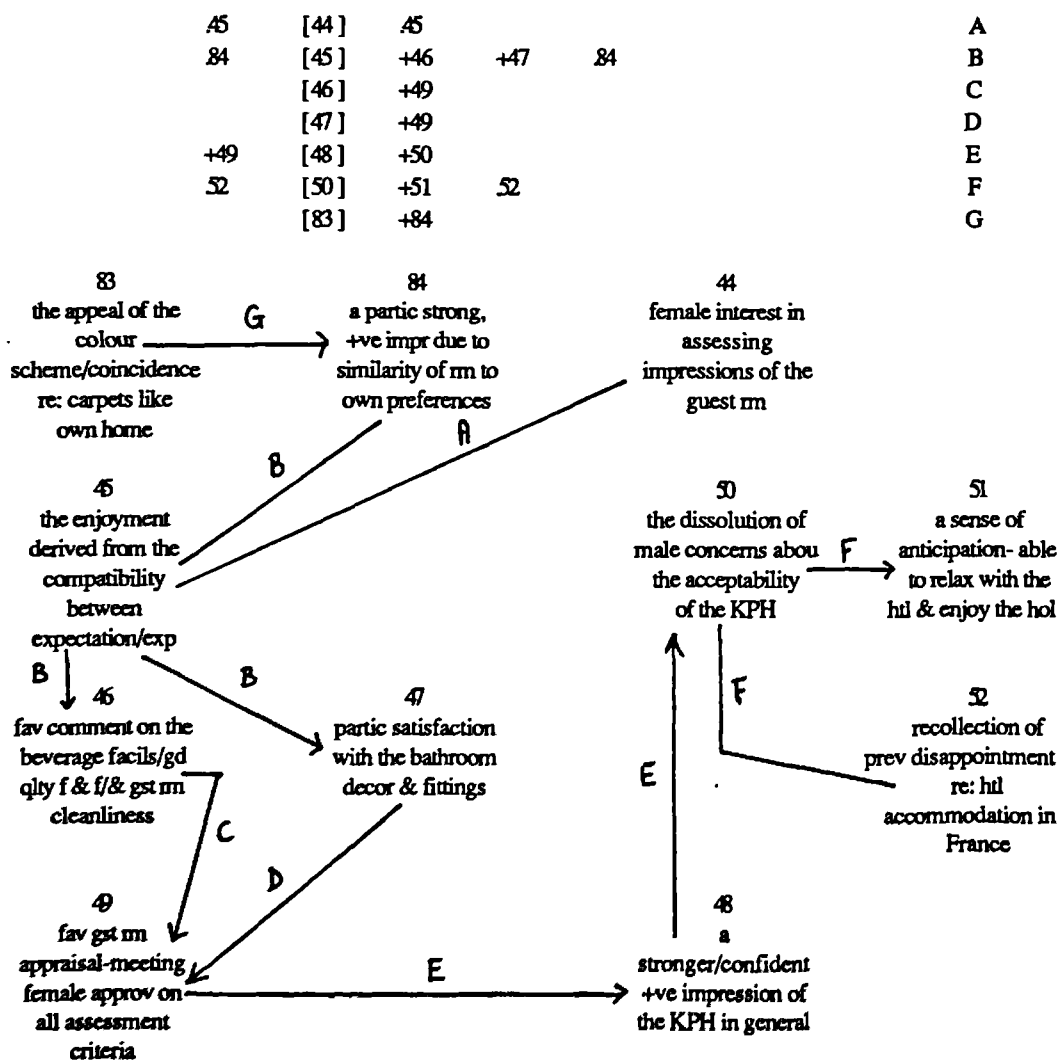 .45 [44] .45 A
.84 [45] +46 +47 .84 B
[46] +49 C
[47] +49 D
+49 [48] +50 E
.52 [50] +51 .52 F
[83] +84 G
83
the appeal of the
colour
scheme/coincidence
re: carpets like
own home
G
84
a partic strong,
+ve impr due to
similarity of rm to
own preferences
44
female interest in
assessing
impressions of the
guest rm
B
A
45
the enjoyment
derived from the
compatibility
between
expectation/exp
50
the dissolution of
male concerns abou
the acceptability
of the KPH
F
51
a sense of
anticipation- able
to relax with the
htl & enjoy the hol
B
B
F
46
fav comment on the
beverage facils/gd
qlty f & f/& gst rm
cleanliness
47
partic satisfaction
with the bathroom
decor & fittings
52
recollection of
prev disappointment
re: htl
accommodation in
France
E
C
D
49
fav gst rm
appraisal-meeting
female approv on
all assessment
criteria
E
48
a
stronger/confident
+ve impression of
the KPH in general